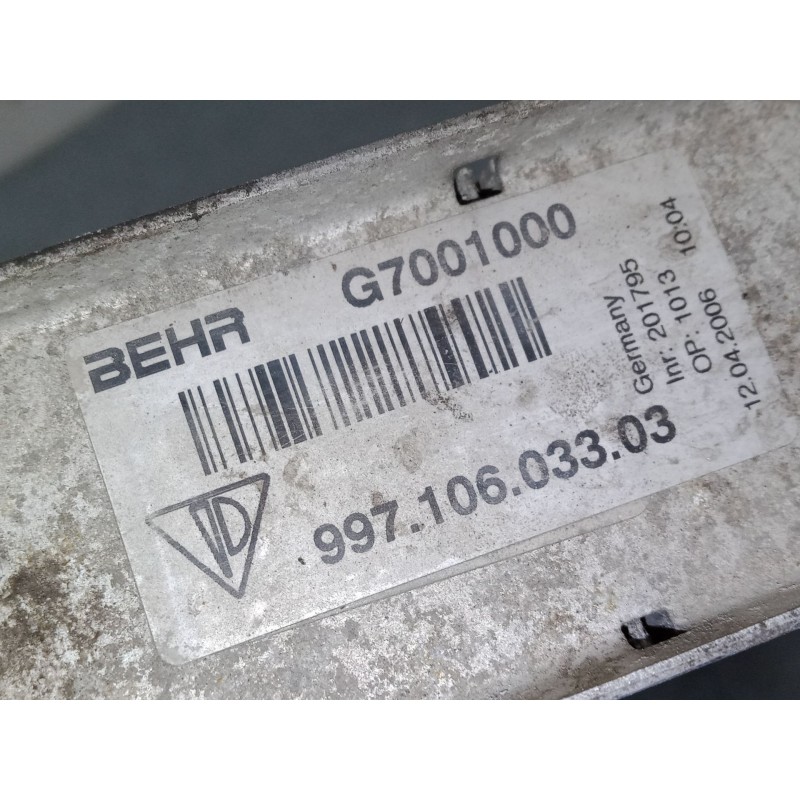 BEHR
G7001000
997.106.033.03
Germany
Inr: 201795
OP: 1013
12.04.2006 10:04